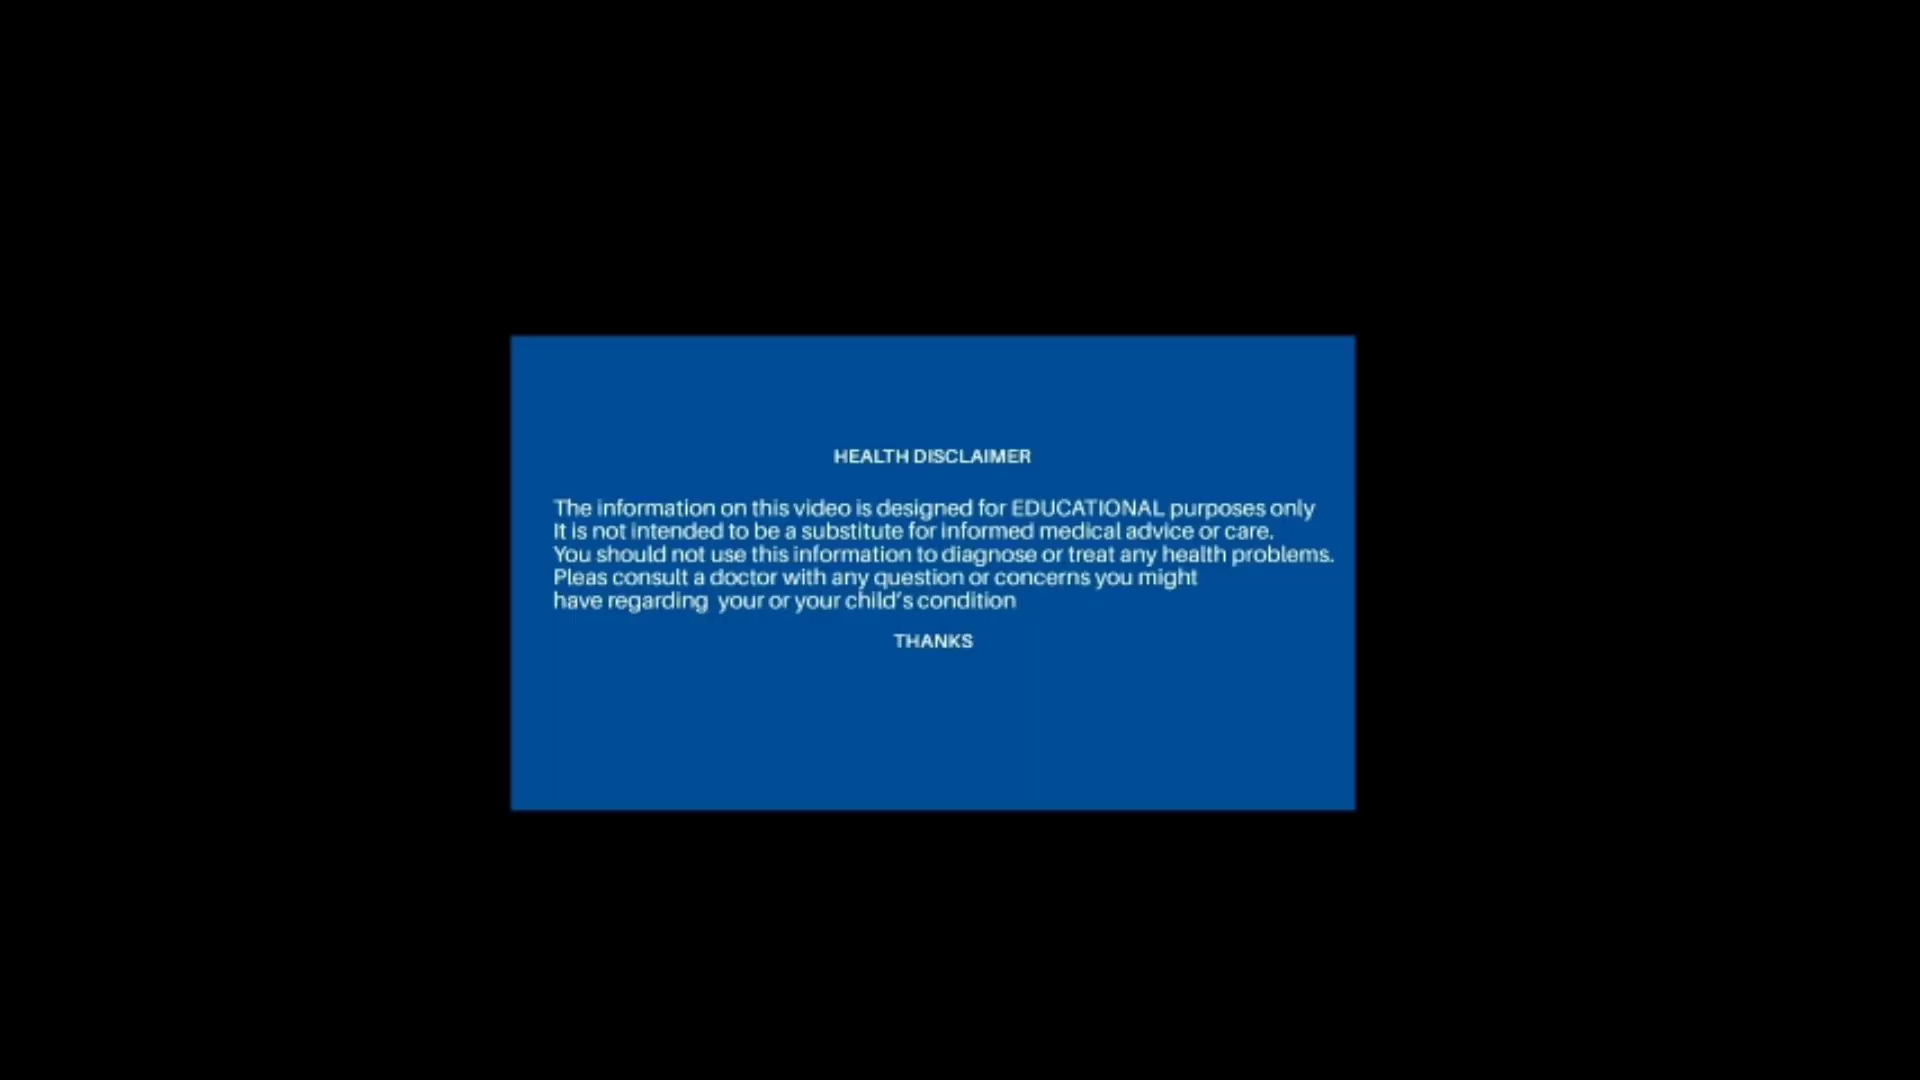 HEALTH DISCLAIMER
The information on this video is designed for EDUCATIONAL purposes only
It is not intended to be a substitute for informed medical advice or care.
You should not use this information to diagnose or treat any health problems.
Pleas consult a doctor with any question or concerns you might
have regarding  your or your child's condition
THANKS